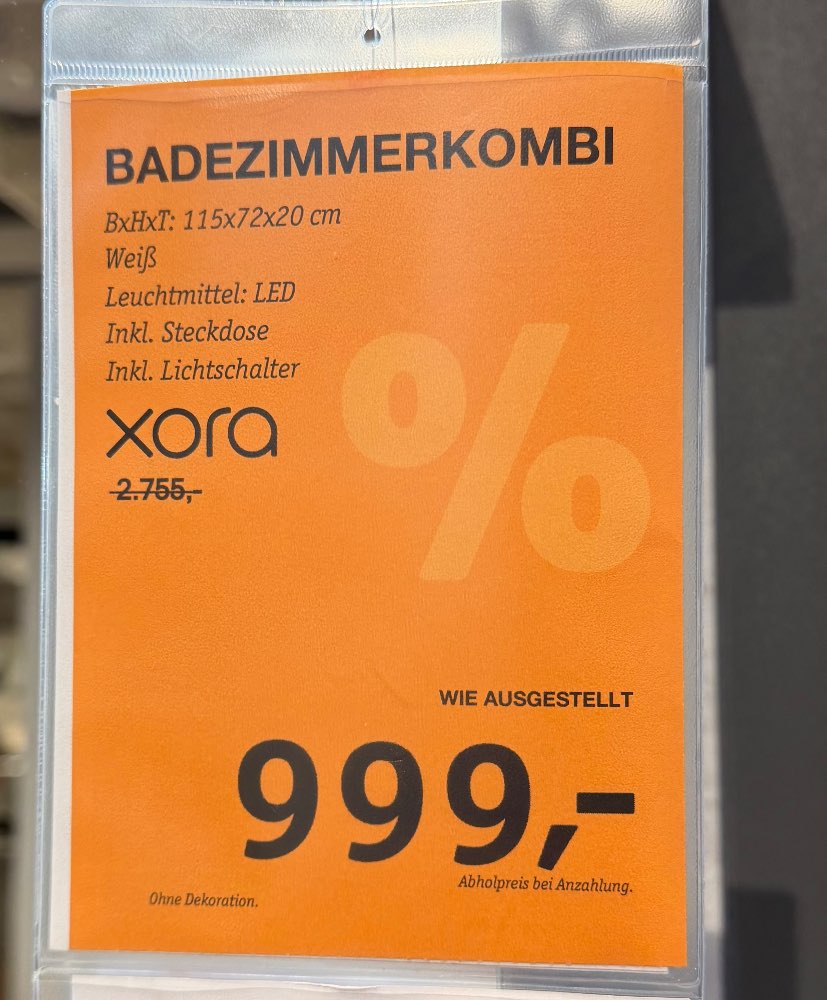 BADEZIMMERKOMBI
BxHxT: 115x72x20 cm
Weiß
Leuchtmittel: LED
Inkl. Steckdose
Inkl. Lichtschalter
xora
2.755,-
%
WIE AUSGESTELLT
999,-
Abholpreis bei Anzahlung.
Ohne Dekoration.